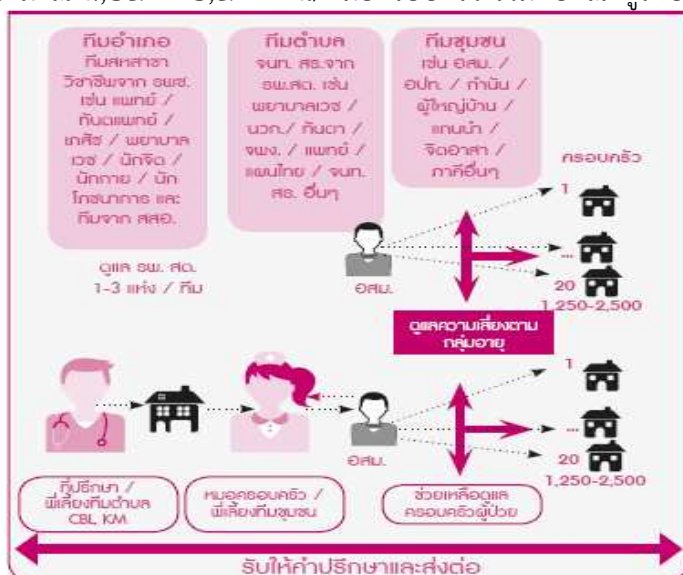 ทีมอำเภอ
ทีมสหสาขา
วิชาชีพจาก รพช.
เช่น แพทย์ /
ทันตแพทย์ /
เภสัช / พยาบาล
เวช / นักจิต /
นักกาย / นัก
โภชนาการ และ
ทีมจาก สสอ.
ดูแล รพ. สต.
1-3 แห่ง / ทีม
ทีมตำบล
จนท. สธ.จาก
รพ.สต. เช่น
พยาบาลเวช /
นวก./ ทันตา /
จพง. / แพทย์ /
แผนไทย / จนท.
สธ. อื่นๆ
ทีมชุมชน
เช่น อสม. /
อปท. / กำนัน /
ผู้ใหญ่บ้าน /
แกนนำ /
จิตอาสา /
ภาคีอื่นๆ
ครอบครัว
1
...
20
1,250-2,500
อสม.
ดูแลความเสี่ยงตาม
กลุ่มอายุ
1
...
20
1,250-2,500
อสม.
ที่ปรึกษา /
พี่เลี้ยงทีมตำบล
CBL, KM
หมอครอบครัว /
พี่เลี้ยงทีมชุมชน
ช่วยเหลือดูแล
ครอบครัวผู้ป่วย
รับให้คำปรึกษาและส่งต่อ